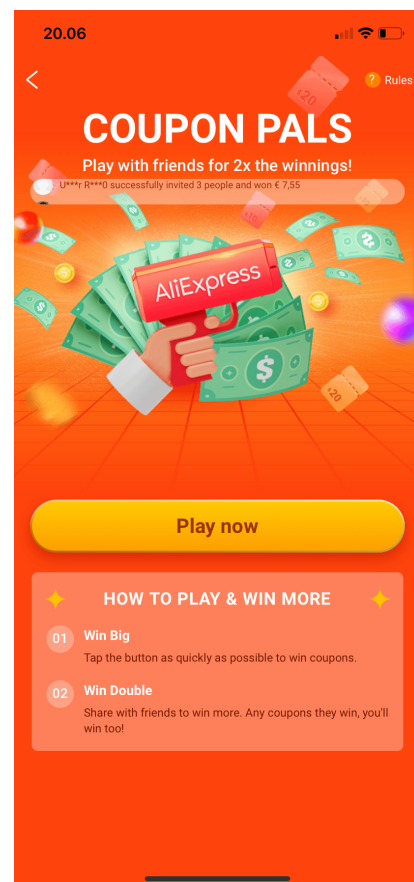 20.06
? Rules
$20
COUPON PALS
Play with friends for 2x the winnings!
U***r R***0 successfully invited 3 people and won € 7,55
AliExpress
$
Play now
HOW TO PLAY & WIN MORE
01 Win Big
Tap the button as quickly as possible to win coupons.
02 Win Double
Share with friends to win more. Any coupons they win, you'll
win too!